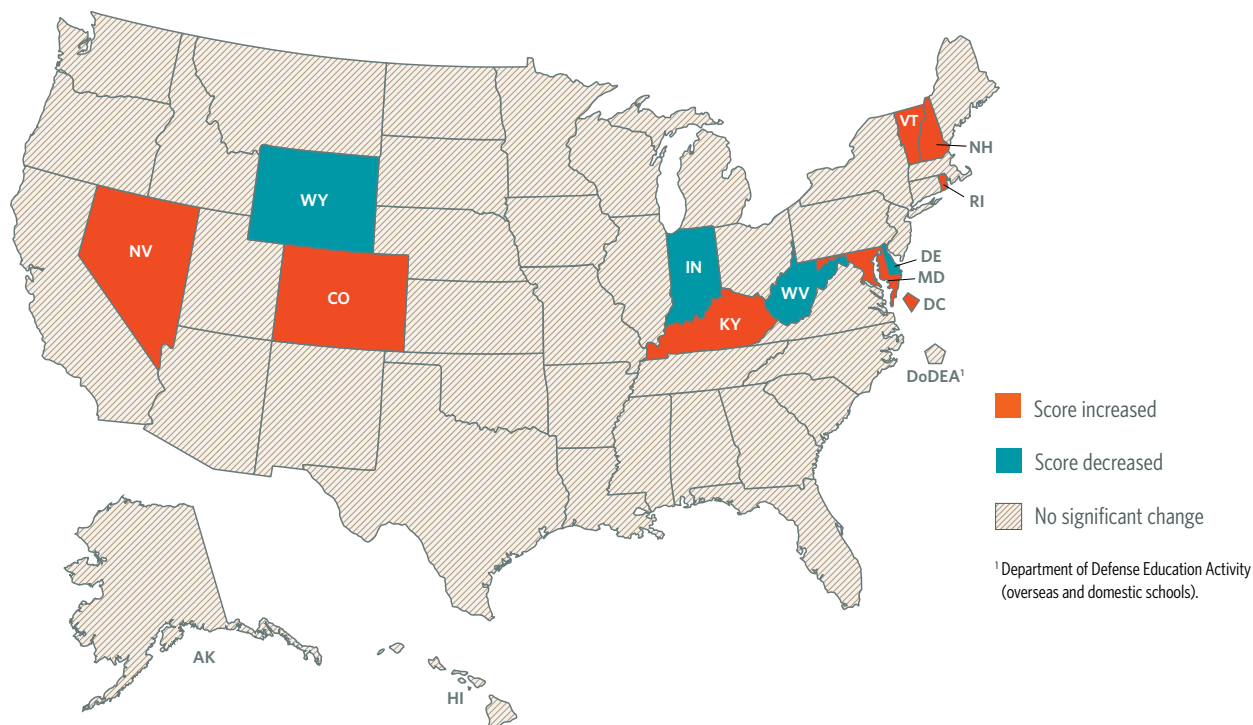 VT
NH
RI
WY
NV
CO
IN
WV
KY
DE
MD
DC
DoDEA¹
Score increased
Score decreased
No significant change
¹ Department of Defense Education Activity
(overseas and domestic schools).
AK
HI